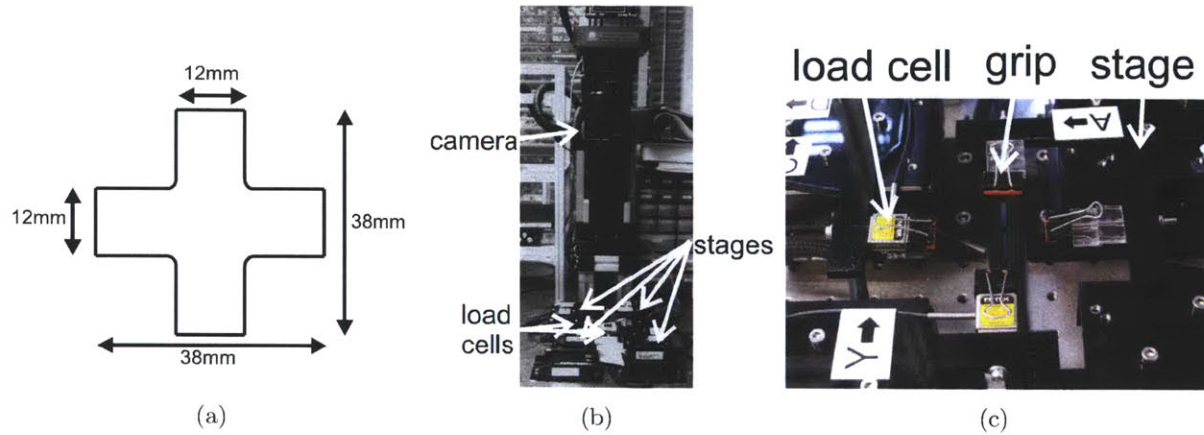 12mm
12mm
38mm
38mm
(a)
camera
stages
load
cells
(b)
load cell grip stage
A
Y
(c)